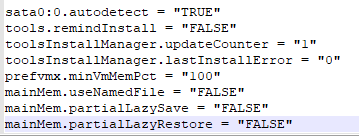 sata0:0.autodetect = "TRUE"
tools.remindInstall = "FALSE"
toolsInstallManager.updateCounter = "1"
toolsInstallManager.lastInstallError = "0"
prefvmx.minVmMemPct = "100"
mainMem.useNamedFile = "FALSE"
mainMem.partialLazySave = "FALSE"
mainMem.partialLazyRestore = "FALSE"